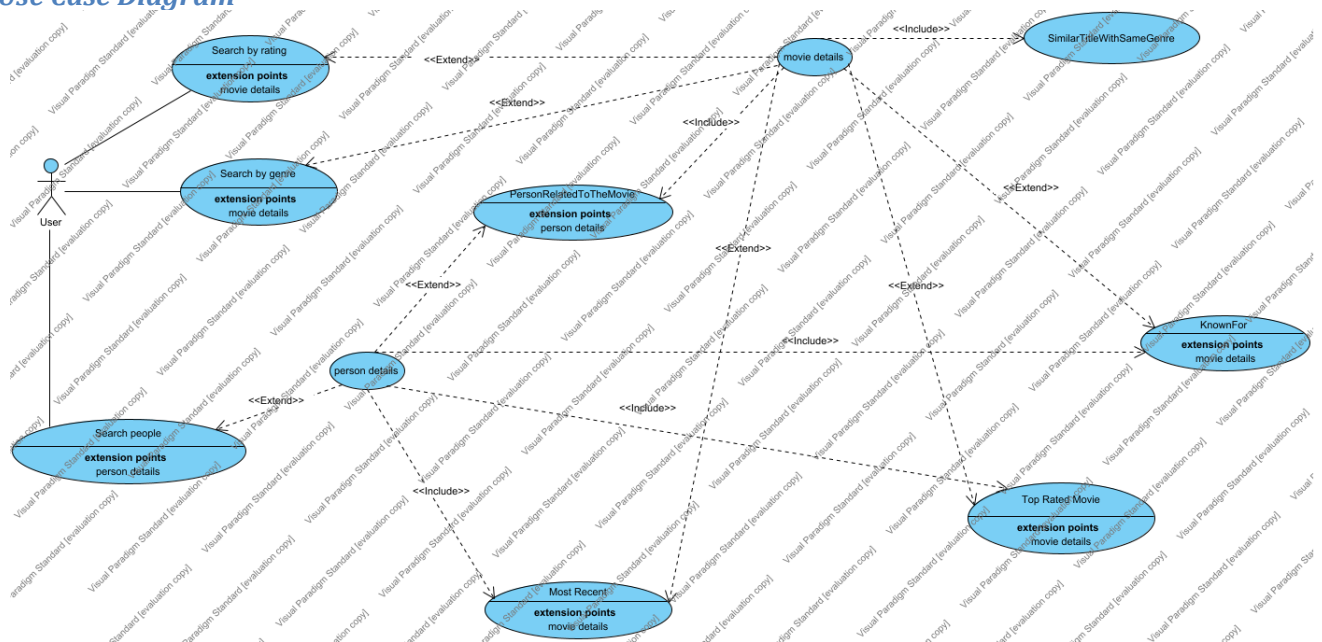 Use Case Diagram
Search by rating
extension points
movie details
<<Extend>>
movie details
<<Include>>
SimilarTitleWithSameGenre
<<Extend>>
<<Include>>
Search by genre
extension points
movie details
User
PersonRelatedToTheMovie
extension points
person details
<<Extend>>
<<Extend>>
<<Extend>>
<<Extend>>
KnownFor
extension points
movie details
<<Include>>
person details
<<Extend>>
<<Include>>
Search people
extension points
person details
<<Include>>
Top Rated Movie
extension points
movie details
Most Recent
extension points
movie details
Visual Paradigm Standard [evaluation copy]